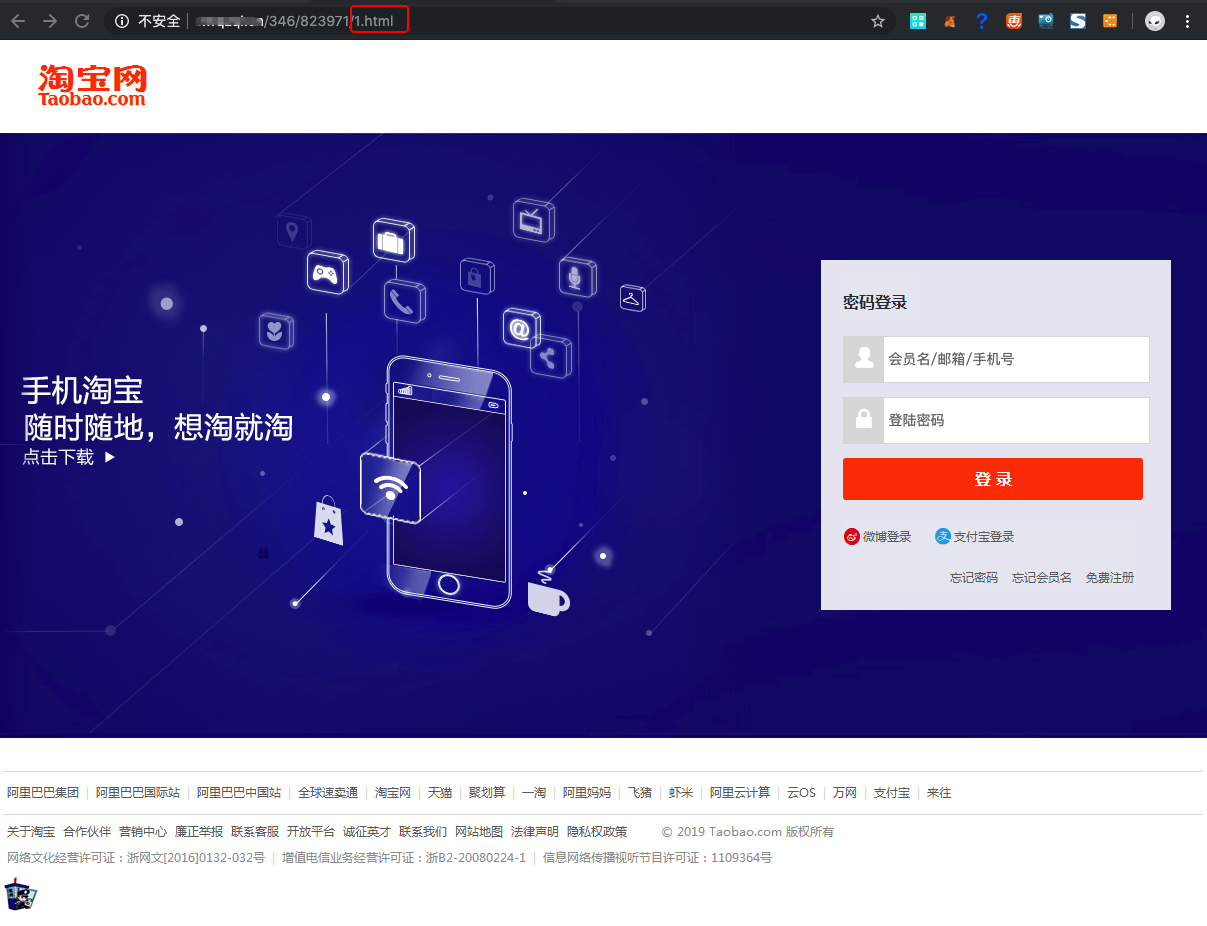 不安全 /346/823971/1.html
淘宝网
Taobao.com
手机淘宝
随时随地，想淘就淘
点击下载
密码登录
会员名/邮箱/手机号
登陆密码
登 录
微博登录 支付宝登录
忘记密码 忘记会员名 免费注册
阿里巴巴集团 | 阿里巴巴国际站 | 阿里巴巴中国站 | 全球速卖通 | 淘宝网 | 天猫 | 聚划算 | 一淘 | 阿里妈妈 | 飞猪 | 虾米 | 阿里云计算 | 云OS | 万网 | 支付宝 | 来往
关于淘宝 合作伙伴 营销中心 廉正举报 联系客服 开放平台 诚征英才 联系我们 网站地图 法律声明 隐私权政策 © 2019 Taobao.com 版权所有
网络文化经营许可证：浙网文[2016]0132-032号 | 增值电信业务经营许可证：浙B2-20080224-1 | 信息网络传播视听节目许可证：1109364号